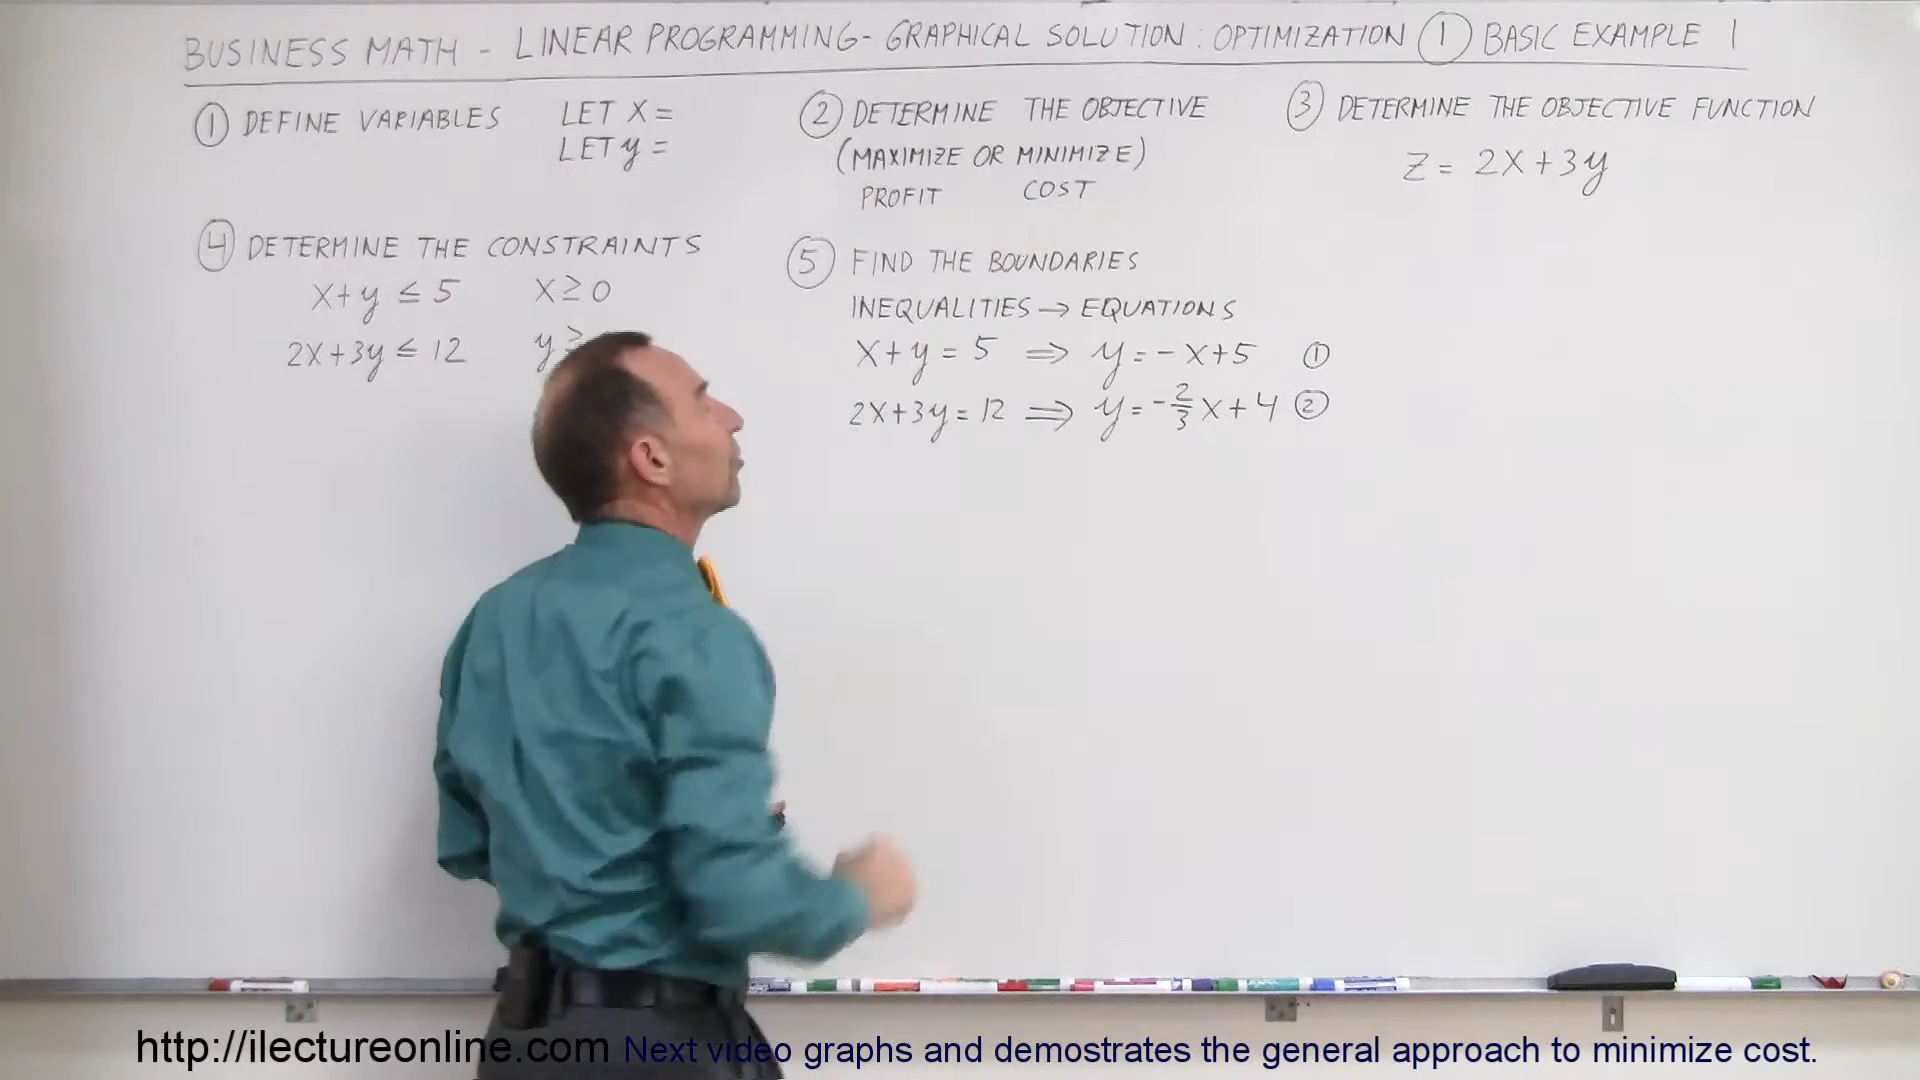 BUSINESS MATH - LINEAR PROGRAMMING - GRAPHICAL SOLUTION : OPTIMIZATION ① BASIC EXAMPLE 1
① DEFINE VARIABLES LET X =
LET y =
② DETERMINE THE OBJECTIVE
(MAXIMIZE OR MINIMIZE)
PROFIT COST
③ DETERMINE THE OBJECTIVE FUNCTION
Z = 2X + 3y
④ DETERMINE THE CONSTRAINTS
X + y ≤ 5 X ≥ 0
2X + 3y ≤ 12 y ≥
⑤ FIND THE BOUNDARIES
INEQUALITIES → EQUATIONS
X + y = 5 ⇒ y = - X + 5 ①
2X + 3y = 12 ⇒ y = - 2/3 X + 4 ②
http://ilectureonline.com Next video graphs and demostrates the general approach to minimize cost.